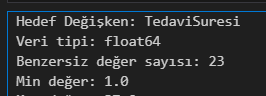 Hedef Değişken: TedaviSuresi
Veri tipi: float64
Benzersiz değer sayısı: 23
Min değer: 1.0